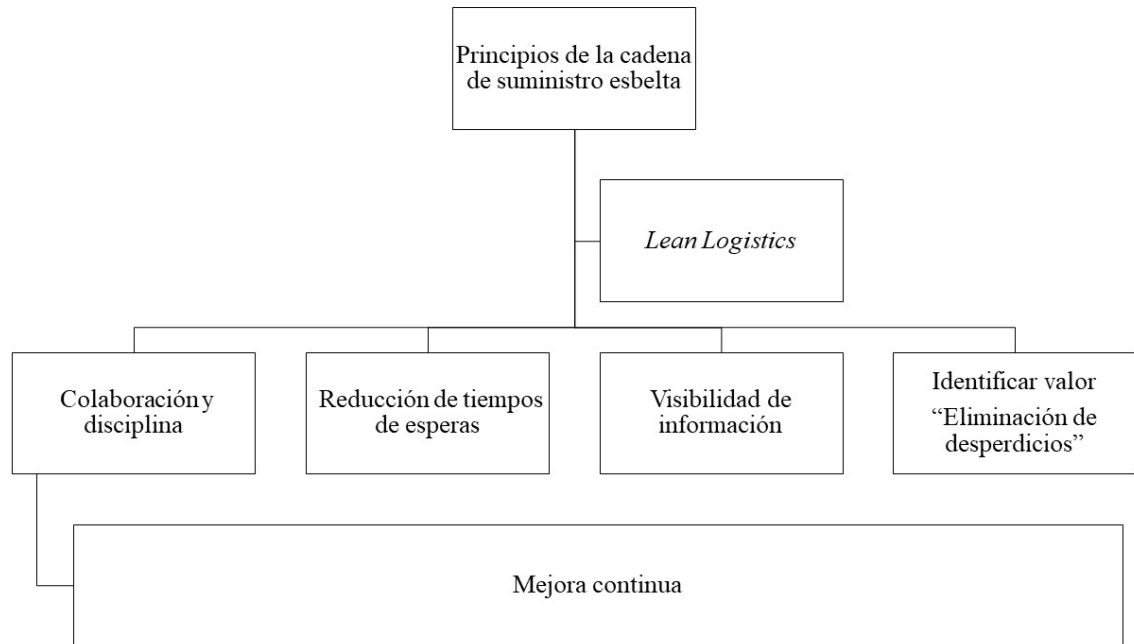 Principios de la cadena
de suministro esbelta
Lean Logistics
Colaboración y
disciplina
Reducción de tiempos
de esperas
Visibilidad de
información
Identificar valor
“Eliminación de
desperdicios”
Mejora continua